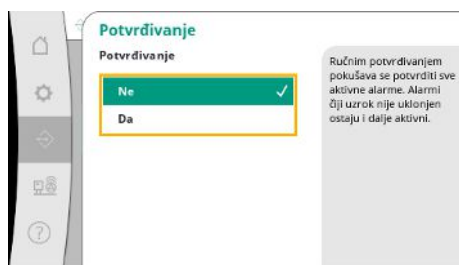 Potvrđivanje
Potvrđivanje
Ne
Da
Ručnim potvrđivanjem
pokušava se potvrditi sve
aktivne alarme. Alarmi
čiji uzrok nije uklonjen
ostaju i dalje aktivni.
?